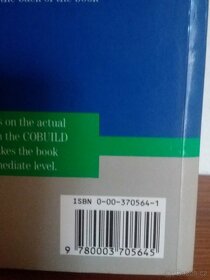 the back of the book
s on the actual
n the COBUILD
akes the book
mediate level.
ISBN 0-00-370564-1
9 780003 705645